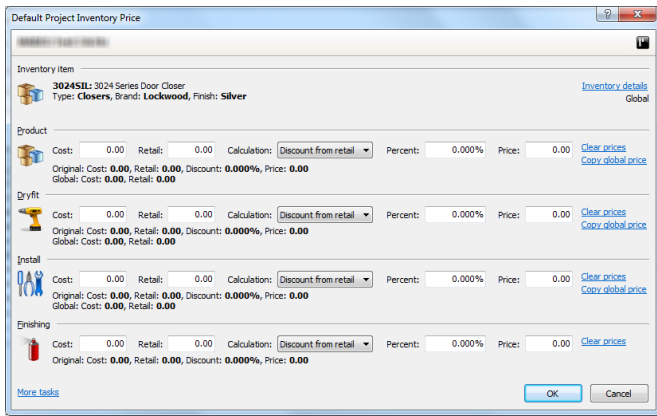 Default Project Inventory Price
Inventory item
3024SIL: 3024 Series Door Closer
Inventory details
Type: Closers, Brand: Lockwood, Finish: Silver
Global
Product
Cost: 0.00 Retail: 0.00 Calculation: Discount from retail Percent: 0.000% Price: 0.00 Clear prices
Copy global price
Original: Cost: 0.00, Retail: 0.00, Discount: 0.000%, Price: 0.00
Global: Cost: 0.00, Retail: 0.00
Dryfit
Cost: 0.00 Retail: 0.00 Calculation: Discount from retail Percent: 0.000% Price: 0.00 Clear prices
Copy global price
Original: Cost: 0.00, Retail: 0.00, Discount: 0.000%, Price: 0.00
Global: Cost: 0.00, Retail: 0.00
Install
Cost: 0.00 Retail: 0.00 Calculation: Discount from retail Percent: 0.000% Price: 0.00 Clear prices
Copy global price
Original: Cost: 0.00, Retail: 0.00, Discount: 0.000%, Price: 0.00
Global: Cost: 0.00, Retail: 0.00
Finishing
Cost: 0.00 Retail: 0.00 Calculation: Discount from retail Percent: 0.000% Price: 0.00 Clear prices
Original: Cost: 0.00, Retail: 0.00, Discount: 0.000%, Price: 0.00
More tasks
OK
Cancel